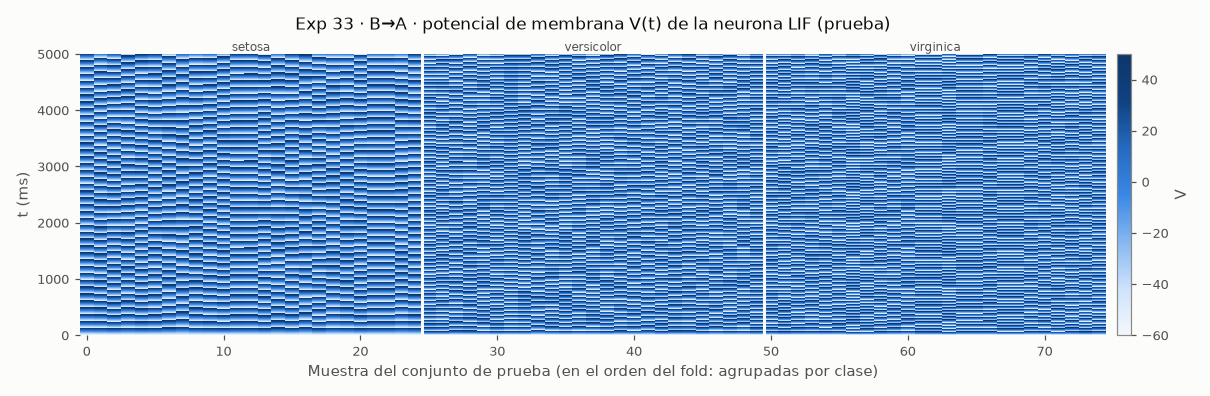 Exp 33 · B→A · potencial de membrana V(t) de la neurona LIF (prueba)
setosa versicolor virginica
5000
4000
3000
2000
1000
0
t (ms)
0 10 20 30 40 50 60 70
Muestra del conjunto de prueba (en el orden del fold: agrupadas por clase)
40
20
0
−20
−40
−60
V